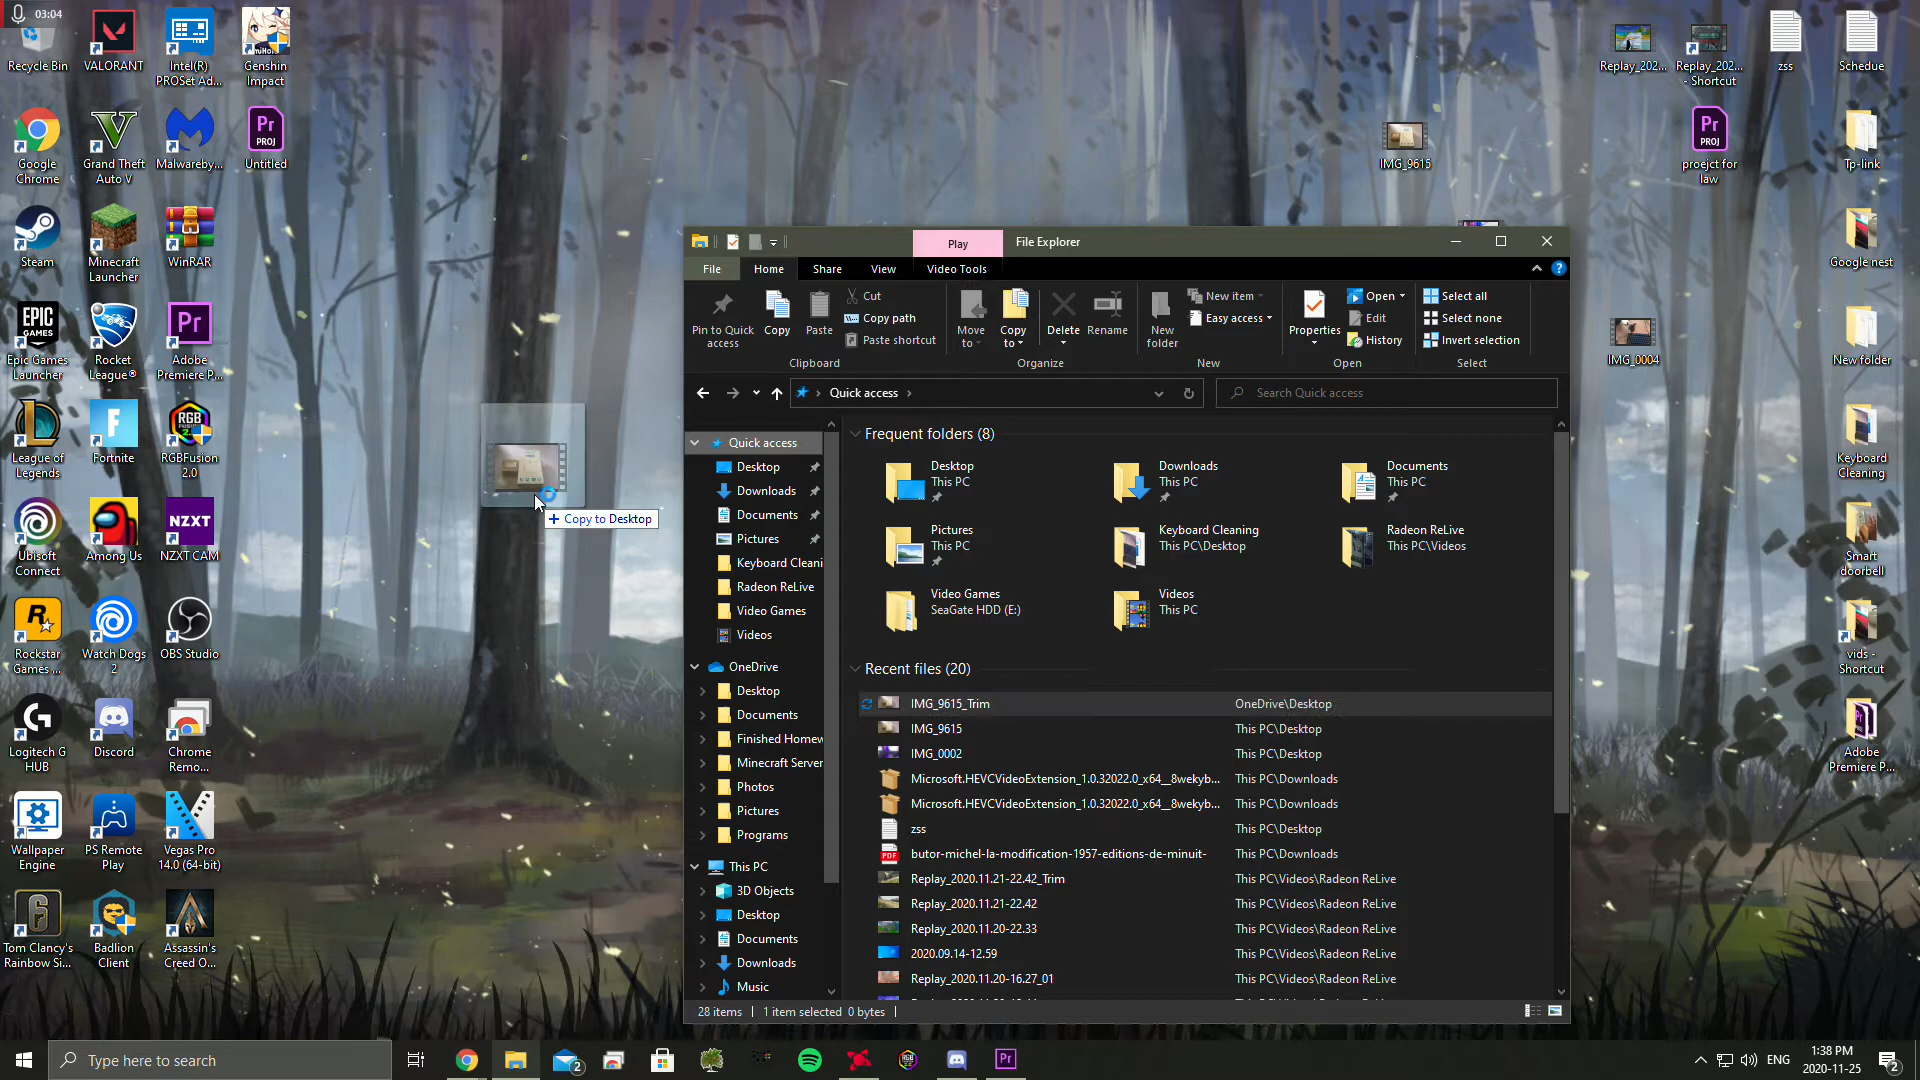 03:04
Recycle Bin
VALORANT
Intel(R)
PROSet Ad...
Genshin
Impact
Google
Chrome
Grand Theft
Auto V
Malwareby...
Pr
PROJ
Untitled
Steam
Minecraft
Launcher
WinRAR
EPIC
GAMES
Epic Games
Launcher
Rocket
League®
Pr
Adobe
Premiere P...
League of
Legends
Fortnite
RGB
RGBFusion
2.0
Ubisoft
Connect
Among Us
NZXT
NZXT CAM
Rockstar
Games ...
Watch Dogs
2
OBS Studio
Logitech G
HUB
Discord
Chrome
Remo...
Wallpaper
Engine
PS Remote
Play
Vegas Pro
14.0 (64-bit)
Tom Clancy's
Rainbow Si...
Badlion
Client
Assassin's
Creed O...
+ Copy to Desktop
IMG_9615
Replay_202...
Replay_202...
- Shortcut
zss
Schedue
Pr
PROJ
proejct for
law
Tp-link
Google nest
IMG_0004
New folder
Keyboard
Cleaning
Smart
doorbell
vids -
Shortcut
Adobe
Premiere P...
Play
File Explorer
File
Home
Share
View
Video Tools
Pin to Quick
access
Copy
Paste
Cut
Copy path
Paste shortcut
Clipboard
Move
to
Copy
to
Delete
Rename
Organize
New
folder
New item
Easy access
New
Properties
Open
Edit
History
Open
Select all
Select none
Invert selection
Select
Quick access
Search Quick access
Quick access
Desktop
Downloads
Documents
Pictures
Keyboard Cleani
Radeon ReLive
Video Games
Videos
OneDrive
Desktop
Documents
Finished Homew
Minecraft Server
Photos
Pictures
Programs
This PC
3D Objects
Desktop
Documents
Downloads
Music
Frequent folders (8)
Desktop
This PC
Downloads
This PC
Documents
This PC
Pictures
This PC
Keyboard Cleaning
This PC\Desktop
Radeon ReLive
This PC\Videos
Video Games
SeaGate HDD (E:)
Videos
This PC
Recent files (20)
IMG_9615_Trim OneDrive\Desktop
IMG_9615 This PC\Desktop
IMG_0002 This PC\Desktop
Microsoft.HEVCVideoExtension_1.0.32022.0_x64__8wekyb... This PC\Downloads
Microsoft.HEVCVideoExtension_1.0.32022.0_x64__8wekyb... This PC\Downloads
zss This PC\Desktop
PDF butor-michel-la-modification-1957-editions-de-minuit- This PC\Downloads
Replay_2020.11.21-22.42_Trim This PC\Videos\Radeon ReLive
Replay_2020.11.21-22.42 This PC\Videos\Radeon ReLive
Replay_2020.11.20-22.33 This PC\Videos\Radeon ReLive
2020.09.14-12.59 This PC\Videos\Radeon ReLive
Replay_2020.11.20-16.27_01 This PC\Videos\Radeon ReLive
28 items
1 item selected 0 bytes
Type here to search
2
Pr
ENG
1:38 PM
2020-11-25
2